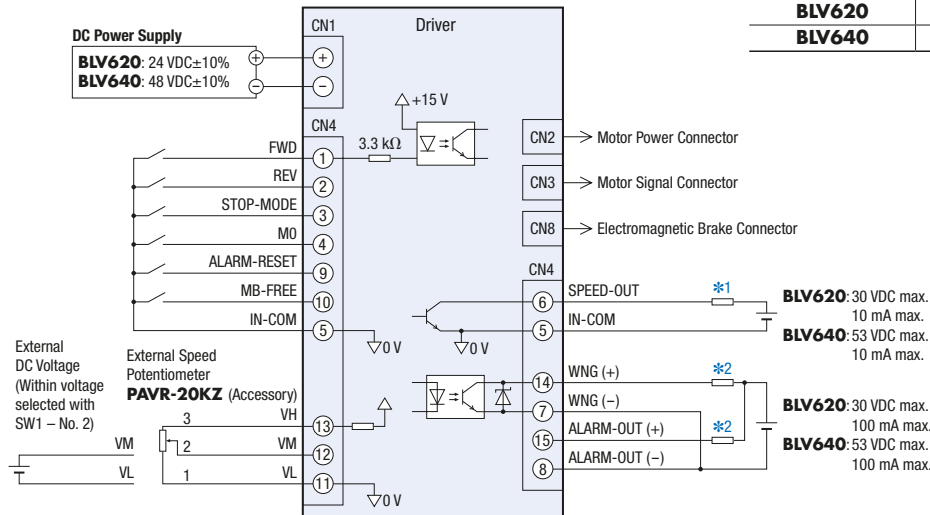 BLV620
BLV640
CN1
Driver
DC Power Supply
BLV620: 24 VDC±10%
BLV640: 48 VDC±10%
+
−
+
−
+15 V
CN4
3.3 kΩ
FWD
1
REV
2
STOP-MODE
3
M0
4
ALARM-RESET
9
MB-FREE
10
IN-COM
5
0 V
CN2
Motor Power Connector
CN3
Motor Signal Connector
CN8
Electromagnetic Brake Connector
CN4
6
SPEED-OUT
*1
5
IN-COM
0 V
BLV620: 30 VDC max.
10 mA max.
BLV640: 53 VDC max.
10 mA max.
14
WNG (+)
*2
7
WNG (−)
15
ALARM-OUT (+)
*2
8
ALARM-OUT (−)
BLV620: 30 VDC max.
100 mA max.
BLV640: 53 VDC max.
100 mA max.
External
DC Voltage
(Within voltage
selected with
SW1 – No. 2)
External Speed
Potentiometer
PAVR-20KZ (Accessory)
3
VH
13
VM
2
VM
12
VL
1
VL
11
0 V